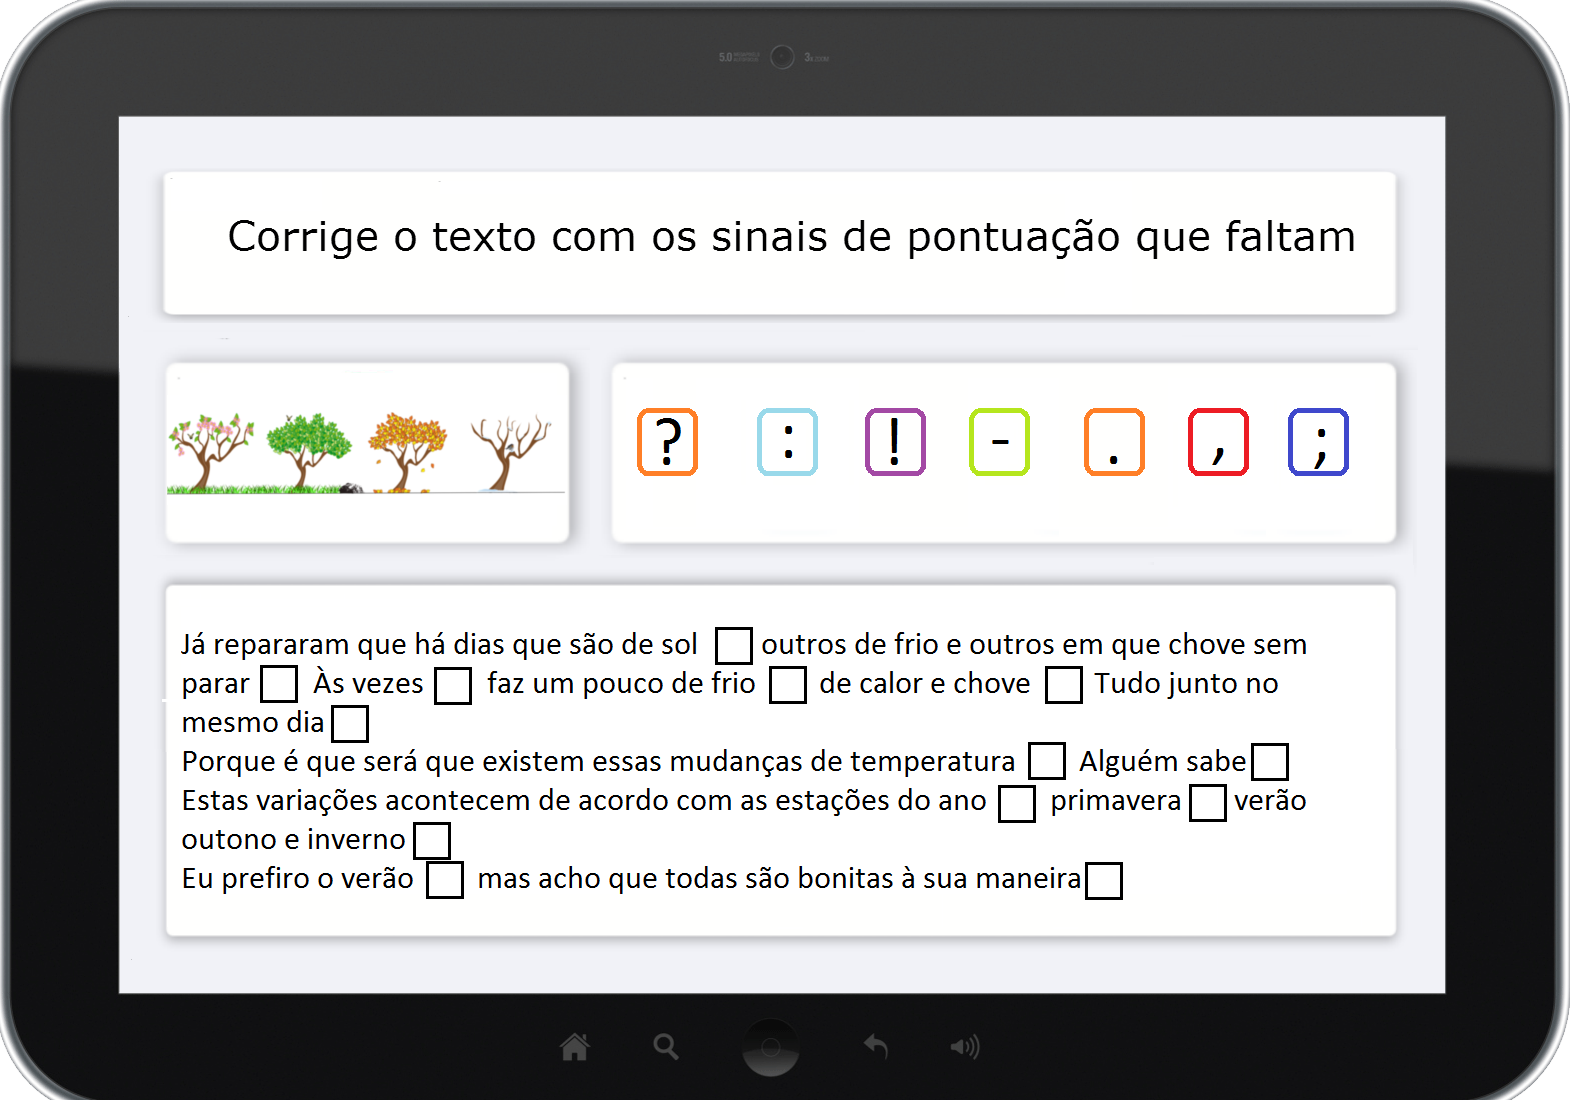 5.0
3x ZOOM
Corrige o texto com os sinais de pontuação que faltam
? : ! - . , ;
Já repararam que há dias que são de sol outros de frio e outros em que chove sem
parar Às vezes faz um pouco de frio de calor e chove Tudo junto no
mesmo dia
Porque é que será que existem essas mudanças de temperatura Alguém sabe
Estas variações acontecem de acordo com as estações do ano primavera verão
outono e inverno
Eu prefiro o verão mas acho que todas são bonitas à sua maneira